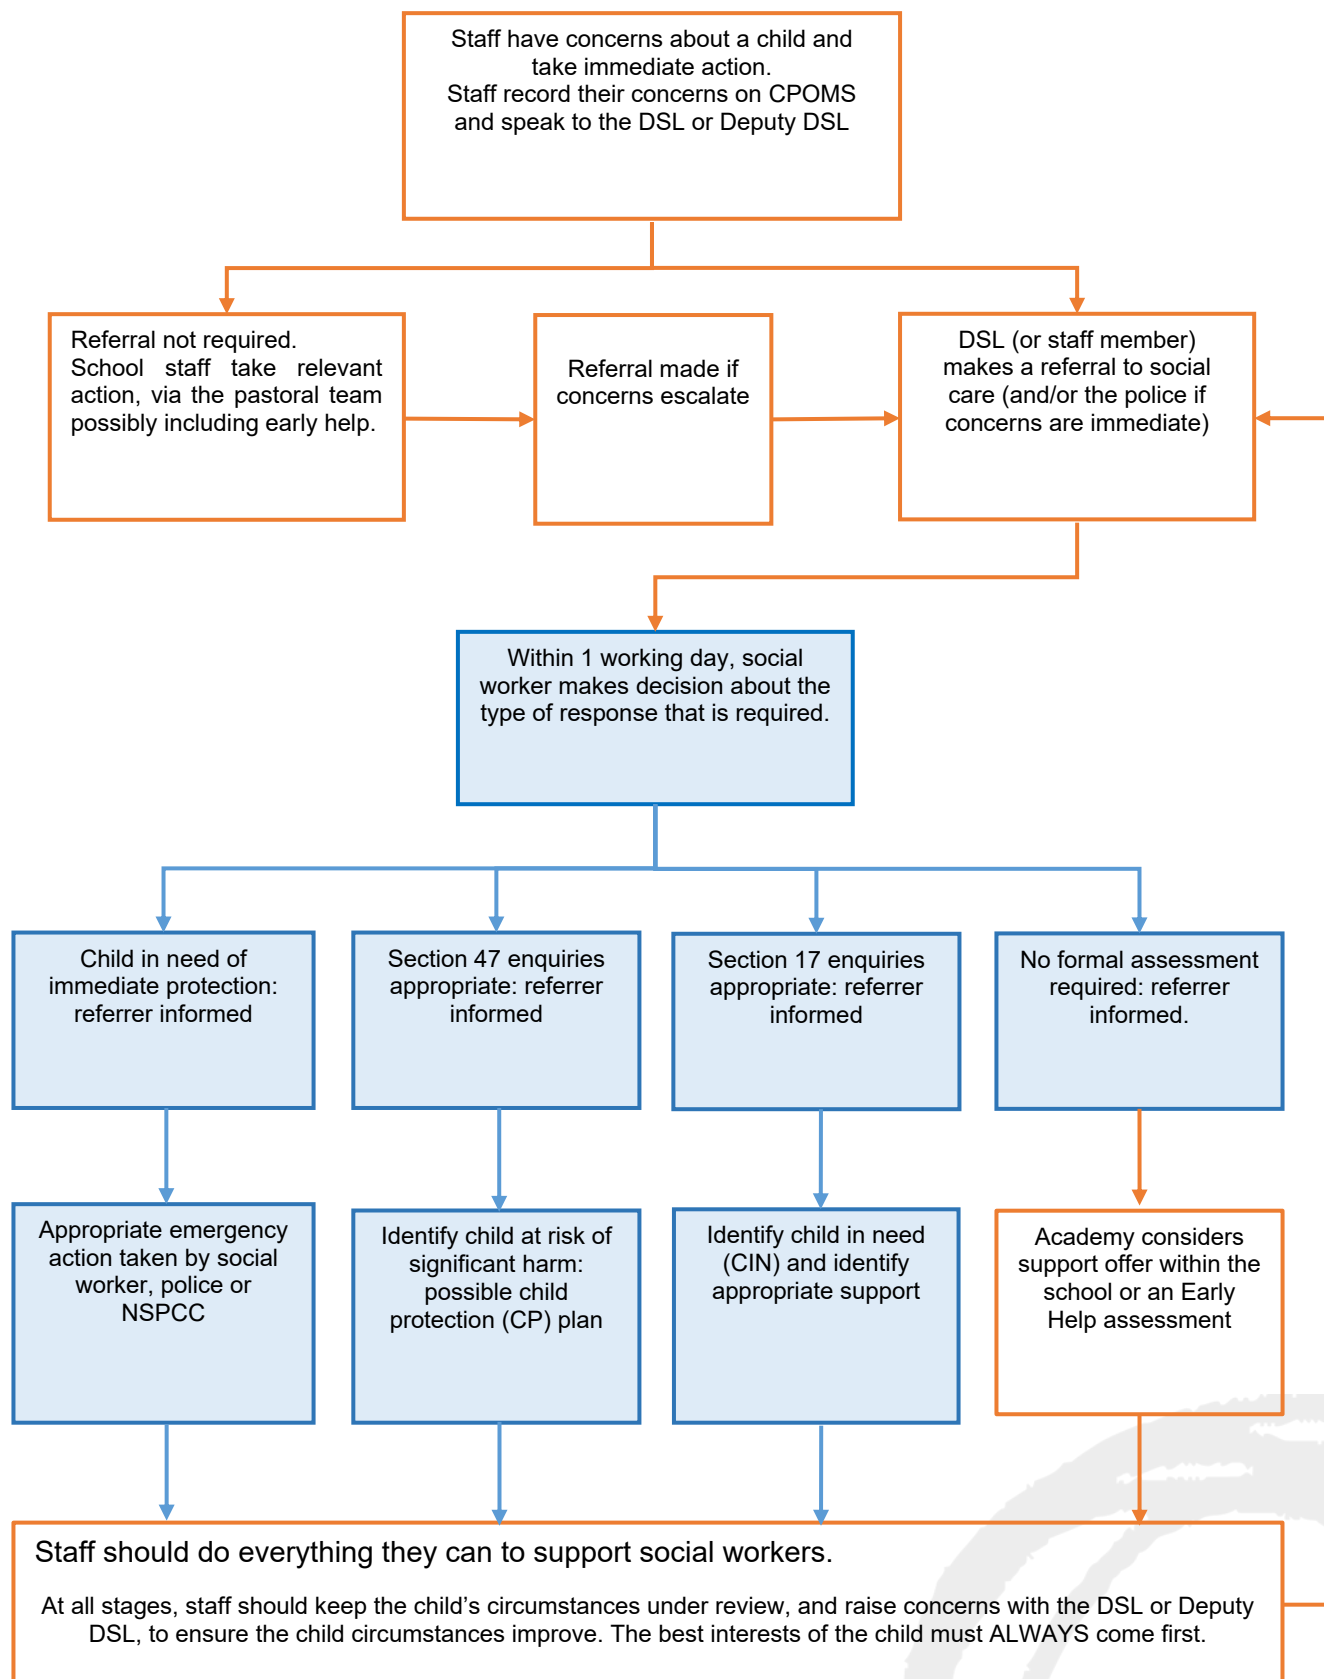 Staff have concerns about a child and
take immediate action.
Staff record their concerns on CPOMS
and speak to the DSL or Deputy DSL
Referral not required.
School staff take relevant
action, via the pastoral team
possibly including early help.
Referral made if
concerns escalate
DSL (or staff member)
makes a referral to social
care (and/or the police if
concerns are immediate)
Within 1 working day, social
worker makes decision about the
type of response that is required.
Child in need of
immediate protection:
referrer informed
Section 47 enquiries
appropriate: referrer
informed
Section 17 enquiries
appropriate: referrer
informed
No formal assessment
required: referrer
informed.
Appropriate emergency
action taken by social
worker, police or
NSPCC
Identify child at risk of
significant harm:
possible child
protection (CP) plan
Identify child in need
(CIN) and identify
appropriate support
Academy considers
support offer within the
school or an Early
Help assessment
Staff should do everything they can to support social workers.
At all stages, staff should keep the child’s circumstances under review, and raise concerns with the DSL or Deputy
DSL, to ensure the child circumstances improve. The best interests of the child must ALWAYS come first.